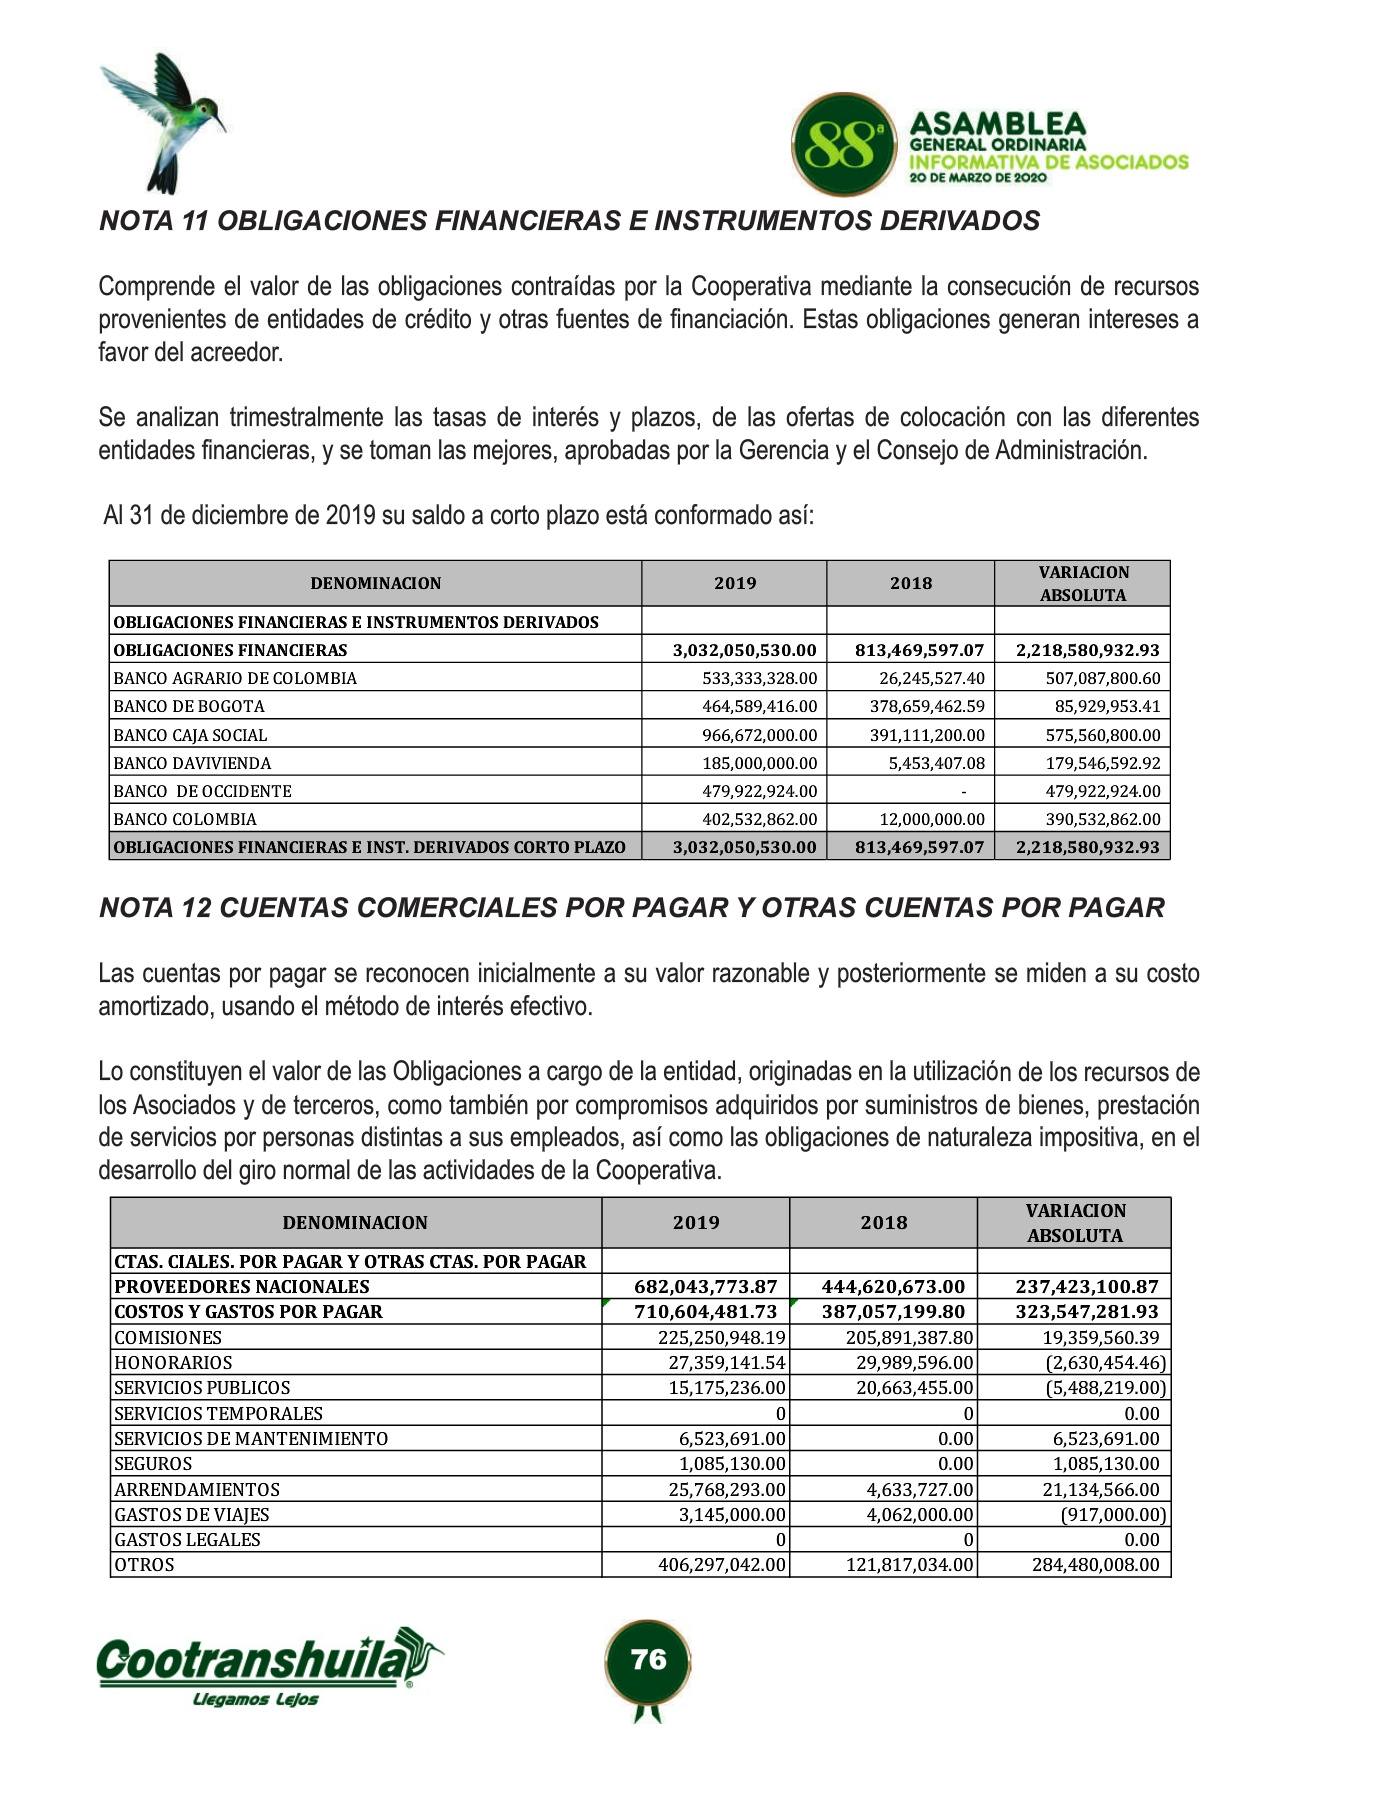 88ª
ASAMBLEA
GENERAL ORDINARIA
INFORMATIVA DE ASOCIADOS
20 DE MARZO DE 2020
NOTA 11 OBLIGACIONES FINANCIERAS E INSTRUMENTOS DERIVADOS
Comprende el valor de las obligaciones contraídas por la Cooperativa mediante la consecución de recursos
provenientes de entidades de crédito y otras fuentes de financiación. Estas obligaciones generan intereses a
favor del acreedor.
Se analizan trimestralmente las tasas de interés y plazos, de las ofertas de colocación con las diferentes
entidades financieras, y se toman las mejores, aprobadas por la Gerencia y el Consejo de Administración.
Al 31 de diciembre de 2019 su saldo a corto plazo está conformado así:
DENOMINACION 2019 2018 VARIACION ABSOLUTA
OBLIGACIONES FINANCIERAS E INSTRUMENTOS DERIVADOS
OBLIGACIONES FINANCIERAS 3,032,050,530.00 813,469,597.07 2,218,580,932.93
BANCO AGRARIO DE COLOMBIA 533,333,328.00 26,245,527.40 507,087,800.60
BANCO DE BOGOTA 464,589,416.00 378,659,462.59 85,929,953.41
BANCO CAJA SOCIAL 966,672,000.00 391,111,200.00 575,560,800.00
BANCO DAVIVIENDA 185,000,000.00 5,453,407.08 179,546,592.92
BANCO DE OCCIDENTE 479,922,924.00 - 479,922,924.00
BANCO COLOMBIA 402,532,862.00 12,000,000.00 390,532,862.00
OBLIGACIONES FINANCIERAS E INST. DERIVADOS CORTO PLAZO 3,032,050,530.00 813,469,597.07 2,218,580,932.93
NOTA 12 CUENTAS COMERCIALES POR PAGAR Y OTRAS CUENTAS POR PAGAR
Las cuentas por pagar se reconocen inicialmente a su valor razonable y posteriormente se miden a su costo
amortizado, usando el método de interés efectivo.
Lo constituyen el valor de las Obligaciones a cargo de la entidad, originadas en la utilización de los recursos de
los Asociados y de terceros, como también por compromisos adquiridos por suministros de bienes, prestación
de servicios por personas distintas a sus empleados, así como las obligaciones de naturaleza impositiva, en el
desarrollo del giro normal de las actividades de la Cooperativa.
DENOMINACION 2019 2018 VARIACION ABSOLUTA
CTAS. CIALES. POR PAGAR Y OTRAS CTAS. POR PAGAR
PROVEEDORES NACIONALES 682,043,773.87 444,620,673.00 237,423,100.87
COSTOS Y GASTOS POR PAGAR 710,604,481.73 387,057,199.80 323,547,281.93
COMISIONES 225,250,948.19 205,891,387.80 19,359,560.39
HONORARIOS 27,359,141.54 29,989,596.00 (2,630,454.46)
SERVICIOS PUBLICOS 15,175,236.00 20,663,455.00 (5,488,219.00)
SERVICIOS TEMPORALES 0 0 0.00
SERVICIOS DE MANTENIMIENTO 6,523,691.00 0.00 6,523,691.00
SEGUROS 1,085,130.00 0.00 1,085,130.00
ARRENDAMIENTOS 25,768,293.00 4,633,727.00 21,134,566.00
GASTOS DE VIAJES 3,145,000.00 4,062,000.00 (917,000.00)
GASTOS LEGALES 0 0 0.00
OTROS 406,297,042.00 121,817,034.00 284,480,008.00
Cootranshuila®
Llegamos Lejos
76